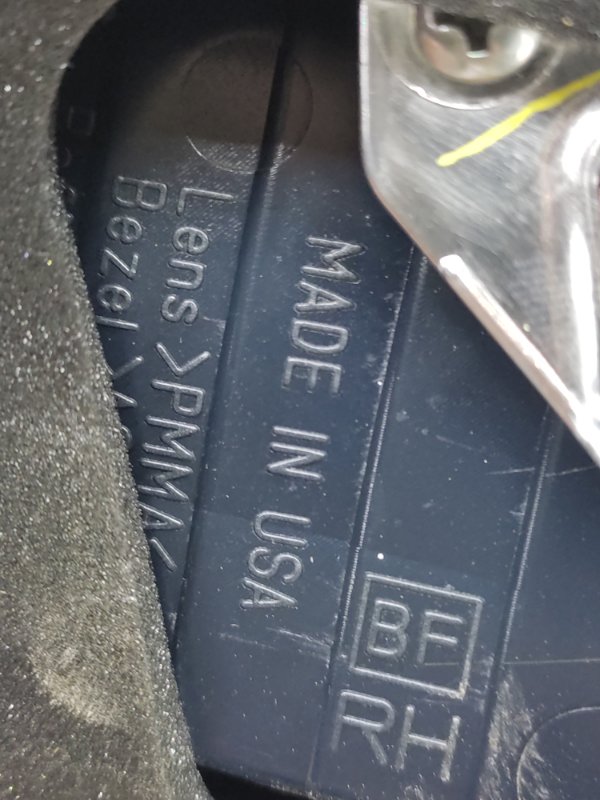 MADE IN USA
Lens >PMMA<
Bezel
BF
RH